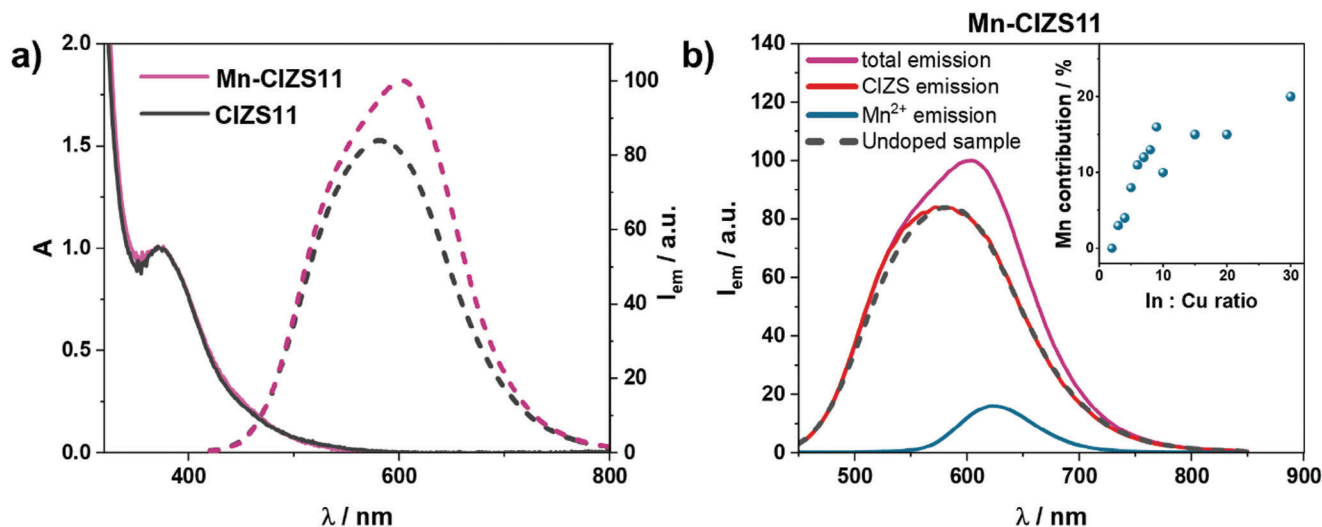 a)
2.0
1.5
1.0
0.5
0.0
A
Mn-CIZS11
CIZS11
100
80
60
40
20
0
I_em / a.u.
400 600 800
λ / nm
Mn-CIZS11
b)
140
120
100
80
60
40
20
0
I_em / a.u.
total emission
CIZS emission
Mn²⁺ emission
Undoped sample
500 600 700 800 900
λ / nm
Mn contribution / %
20
10
0
0 10 20 30
In : Cu ratio